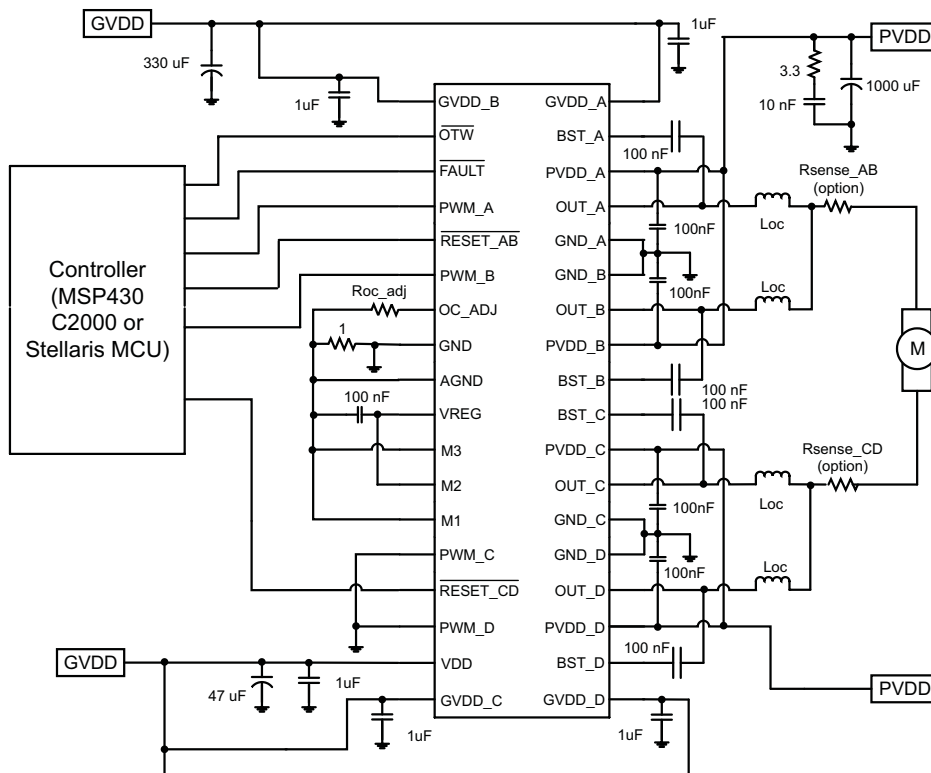 GVDD
330 uF
1uF
1uF
PVDD
3.3
10 nF
1000 uF
Controller
(MSP430
C2000 or
Stellaris MCU)
GVDD_B
OTW
FAULT
PWM_A
RESET_AB
PWM_B
Roc_adj
OC_ADJ
1
GND
AGND
100 nF
VREG
M3
M2
M1
PWM_C
RESET_CD
PWM_D
VDD
GVDD_C
GVDD_A
BST_A
PVDD_A
OUT_A
GND_A
GND_B
OUT_B
PVDD_B
BST_B
BST_C
PVDD_C
OUT_C
GND_C
GND_D
OUT_D
PVDD_D
BST_D
GVDD_D
100 nF
100nF
100nF
100 nF
100 nF
100nF
100nF
100 nF
Loc
Rsense_AB
(option)
Loc
M
Rsense_CD
(option)
Loc
Loc
GVDD
47 uF
1uF
1uF
1uF
PVDD